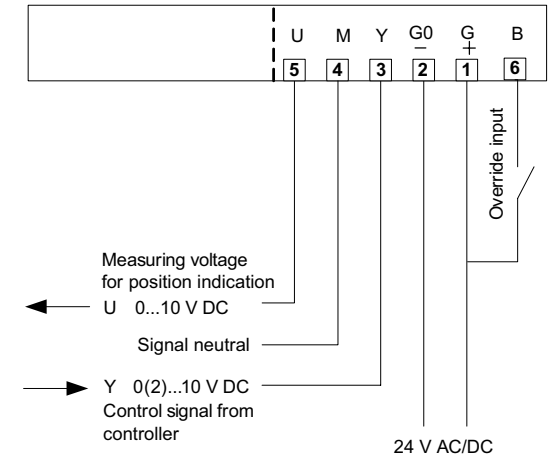 U M Y G0 G B
− +
5 4 3 2 1 6
Override input
Measuring voltage
for position indication
U 0...10 V DC
Signal neutral
Y 0(2)...10 V DC
Control signal from
controller
24 V AC/DC